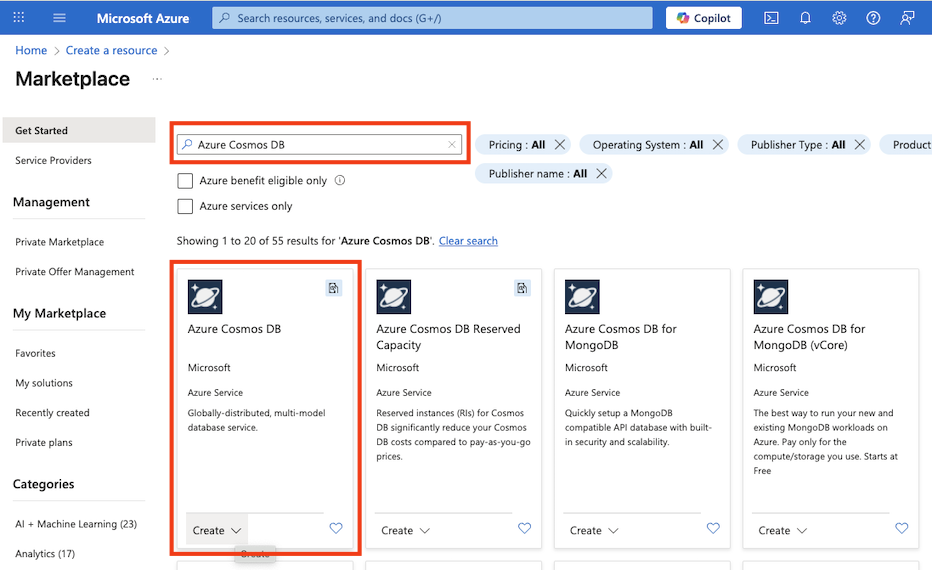 Microsoft Azure
Search resources, services, and docs (G+/)
Copilot
Home > Create a resource >
Marketplace ...
Get Started
Service Providers
Management
Private Marketplace
Private Offer Management
My Marketplace
Favorites
My solutions
Recently created
Private plans
Categories
AI + Machine Learning (23)
Analytics (17)
Azure Cosmos DB
Pricing : All
Operating System : All
Publisher Type : All
Product
Publisher name : All
Azure benefit eligible only
Azure services only
Showing 1 to 20 of 55 results for 'Azure Cosmos DB'. Clear search
Azure Cosmos DB
Microsoft
Azure Service
Globally-distributed, multi-model
database service.
Create
Create
Azure Cosmos DB Reserved
Capacity
Microsoft
Azure Service
Reserved instances (RIs) for Cosmos
DB significantly reduce your Cosmos
DB costs compared to pay-as-you-go
prices.
Create
Azure Cosmos DB for
MongoDB
Microsoft
Azure Service
Quickly setup a MongoDB
compatible API database with built-
in security and scalability.
Create
Azure Cosmos DB for
MongoDB (vCore)
Microsoft
Azure Service
The best way to run your new and
existing MongoDB workloads on
Azure. Pay only for the
compute/storage you use. Starts at
Free
Create